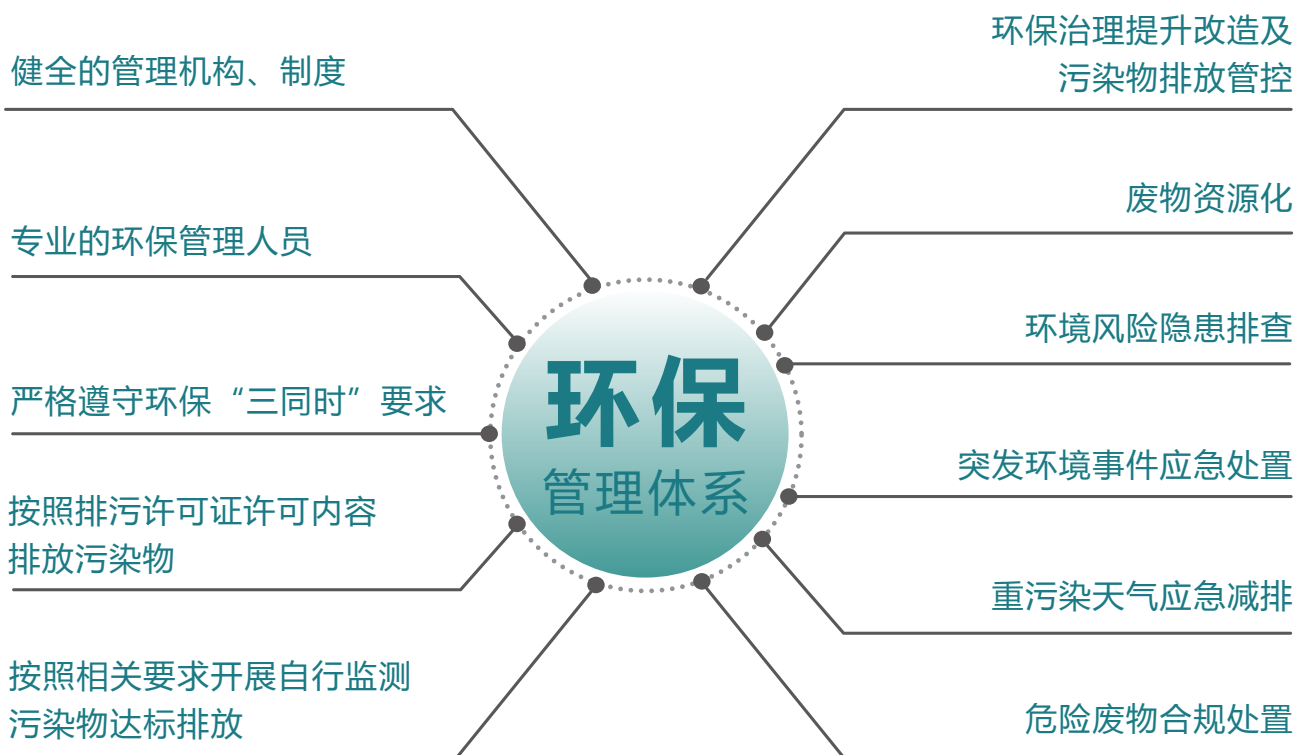 健全的管理机构、制度
专业的环保管理人员
严格遵守环保“三同时”要求
按照排污许可证许可内容
排放污染物
按照相关要求开展自行监测
污染物达标排放
环保
管理体系
环保治理提升改造及
污染物排放管控
废物资源化
环境风险隐患排查
突发环境事件应急处置
重污染天气应急减排
危险废物合规处置